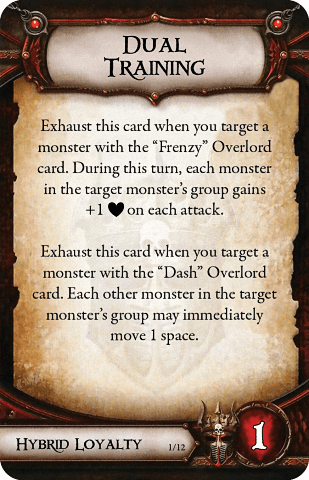 DUAL
TRAINING
Exhaust this card when you target a
monster with the “Frenzy” Overlord
card. During this turn, each monster
in the target monster’s group gains
+1 ♥ on each attack.
Exhaust this card when you target a
monster with the “Dash” Overlord
card. Each other monster in the target
monster’s group may immediately
move 1 space.
HYBRID LOYALTY 1/12 1